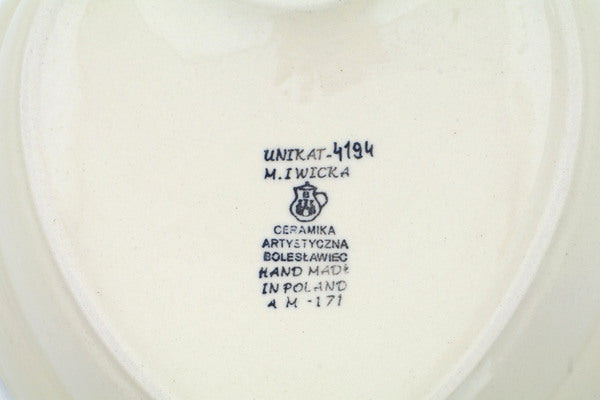 UNIKAT-4194
M.IWICKA
B
CERAMIKA
ARTYSTYCZNA
BOLESŁAWIEC
HAND MADE
IN POLAND
A M -171